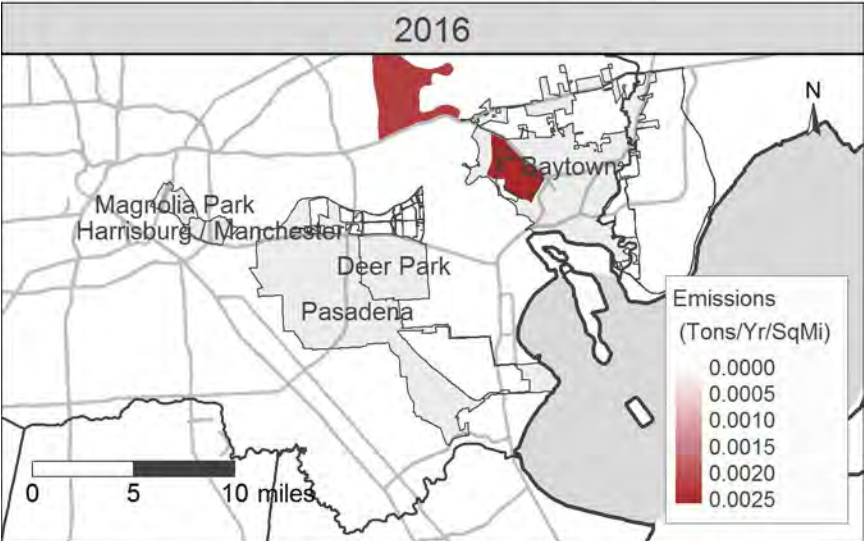 2016
N
Baytown
Magnolia Park
Harrisburg / Manchester
Deer Park
Pasadena
Emissions
(Tons/Yr/SqMi)
0.0000
0.0005
0.0010
0.0015
0.0020
0.0025
0 5 10 miles